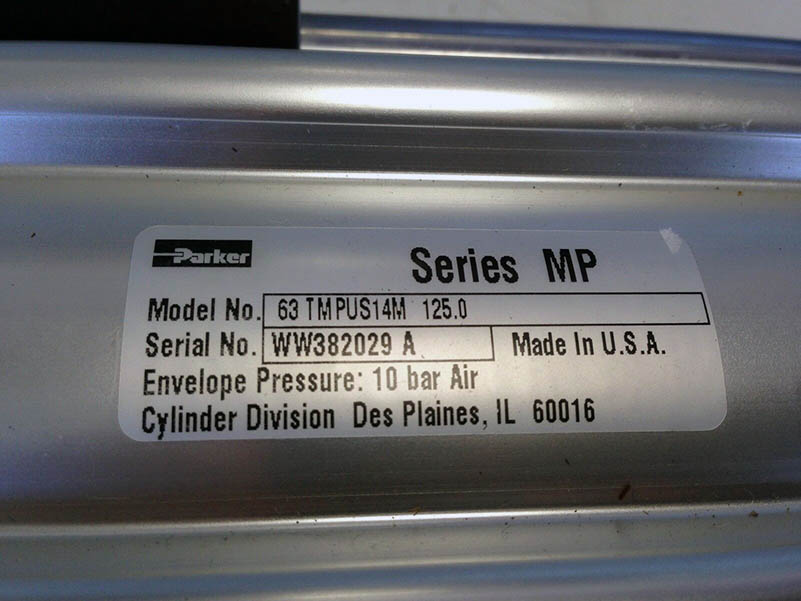 Parker
Series MP
Model No. 63 TMPUS14M 125.0
Serial No. WW382029 A Made In U.S.A.
Envelope Pressure: 10 bar Air
Cylinder Division Des Plaines, IL 60016